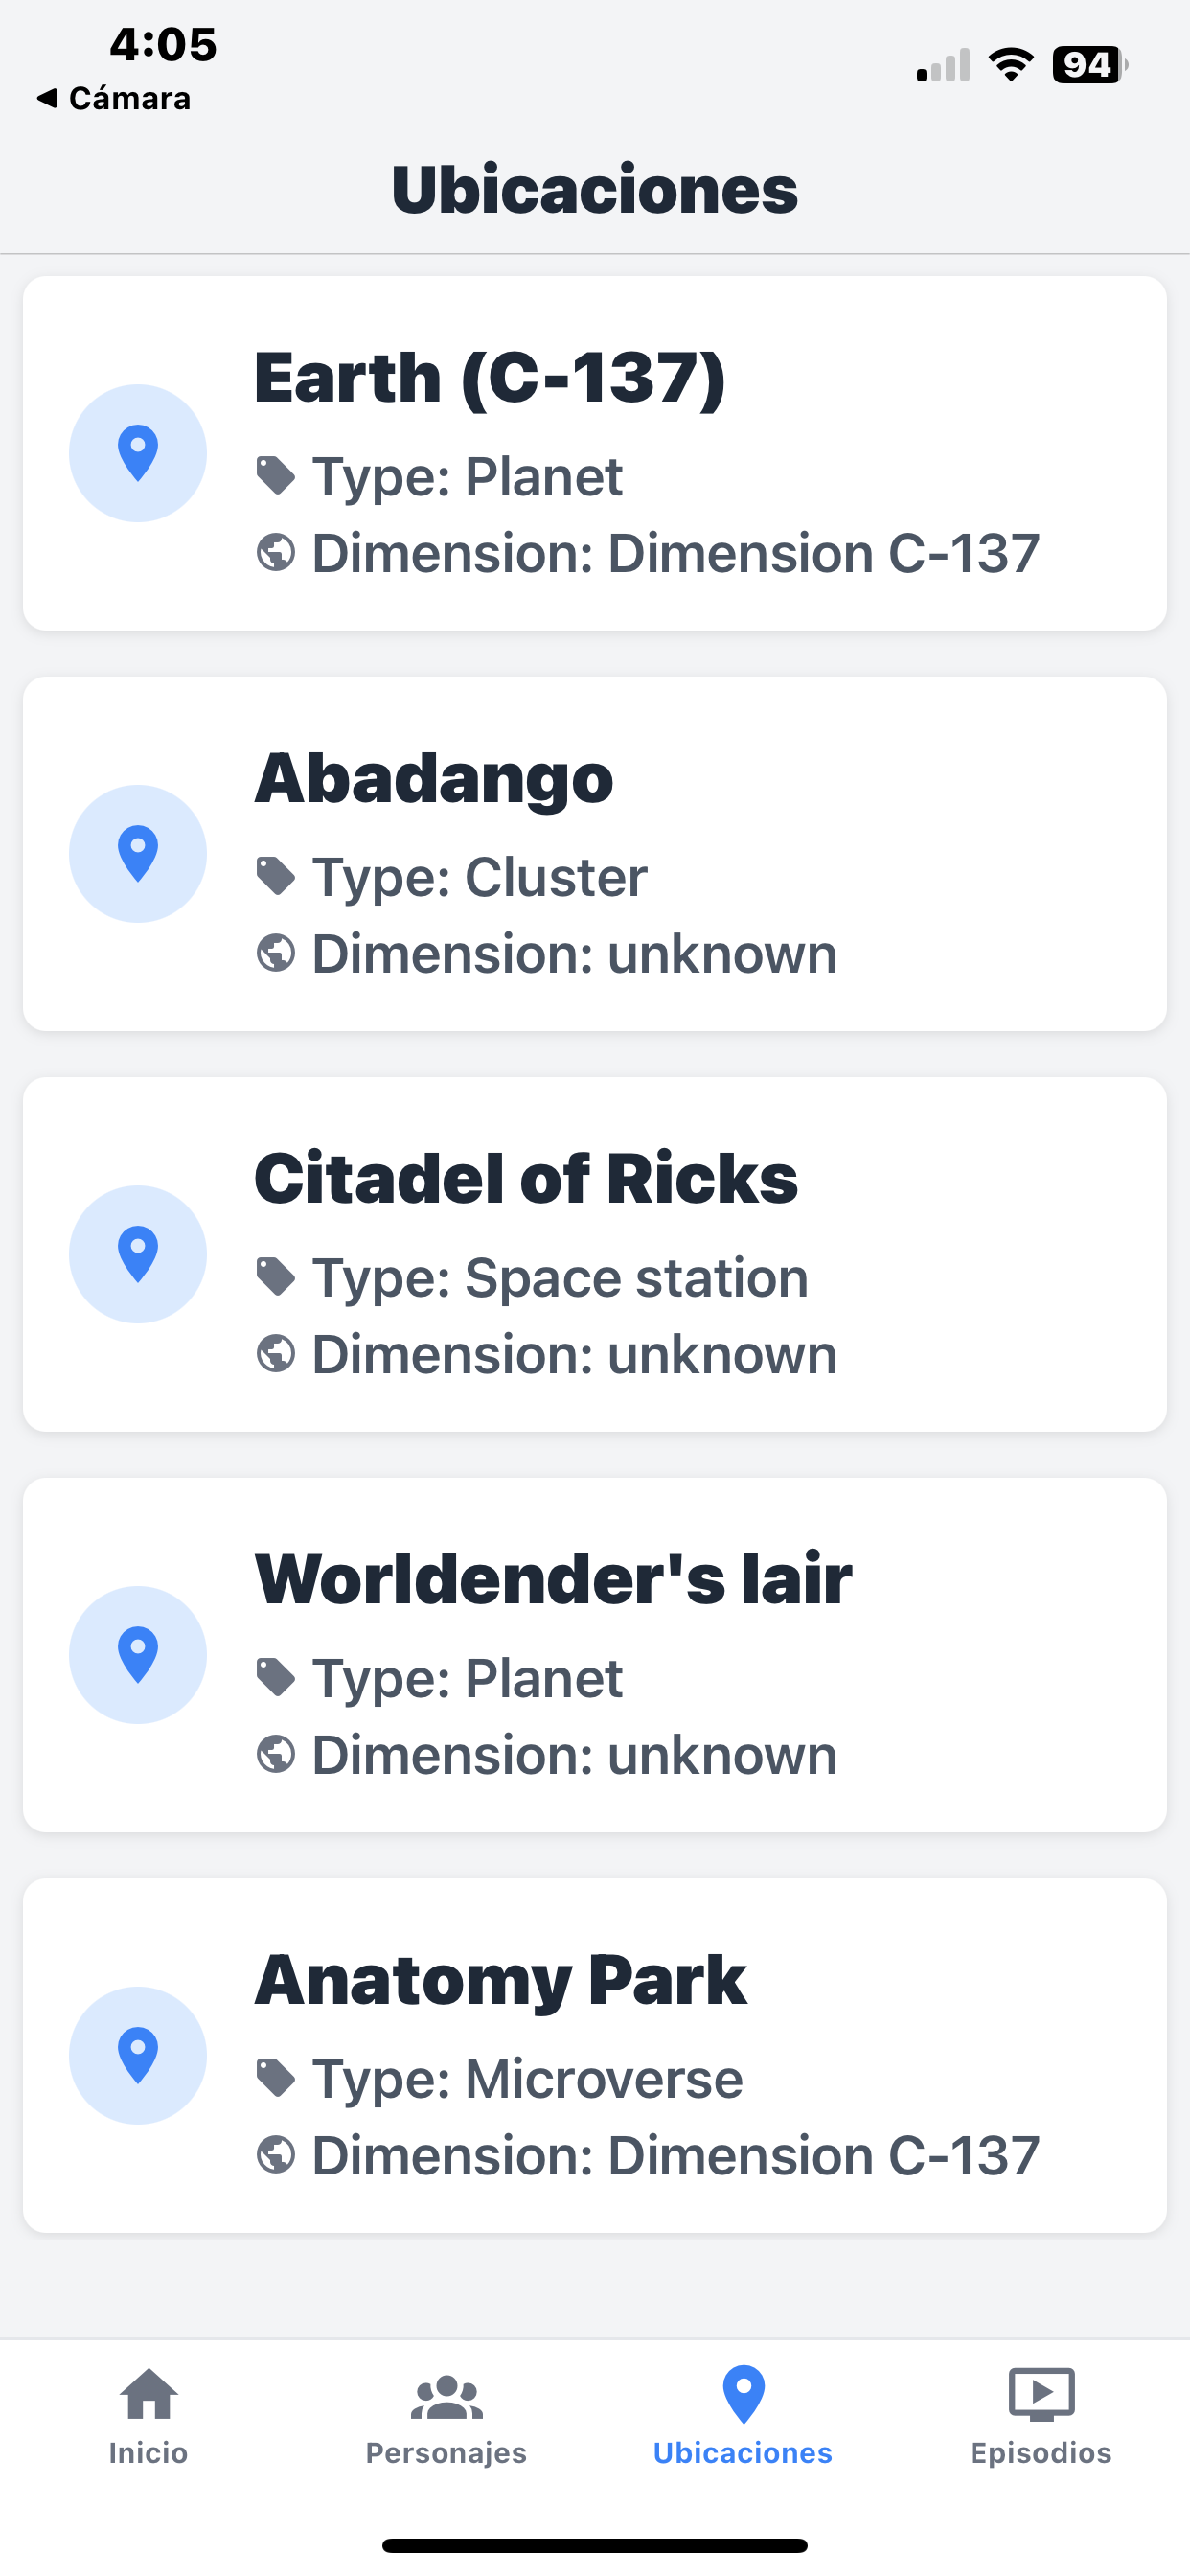 4:05
94
Cámara
Ubicaciones
Earth (C-137)
Type: Planet
Dimension: Dimension C-137
Abadango
Type: Cluster
Dimension: unknown
Citadel of Ricks
Type: Space station
Dimension: unknown
Worldender's lair
Type: Planet
Dimension: unknown
Anatomy Park
Type: Microverse
Dimension: Dimension C-137
Inicio
Personajes
Ubicaciones
Episodios